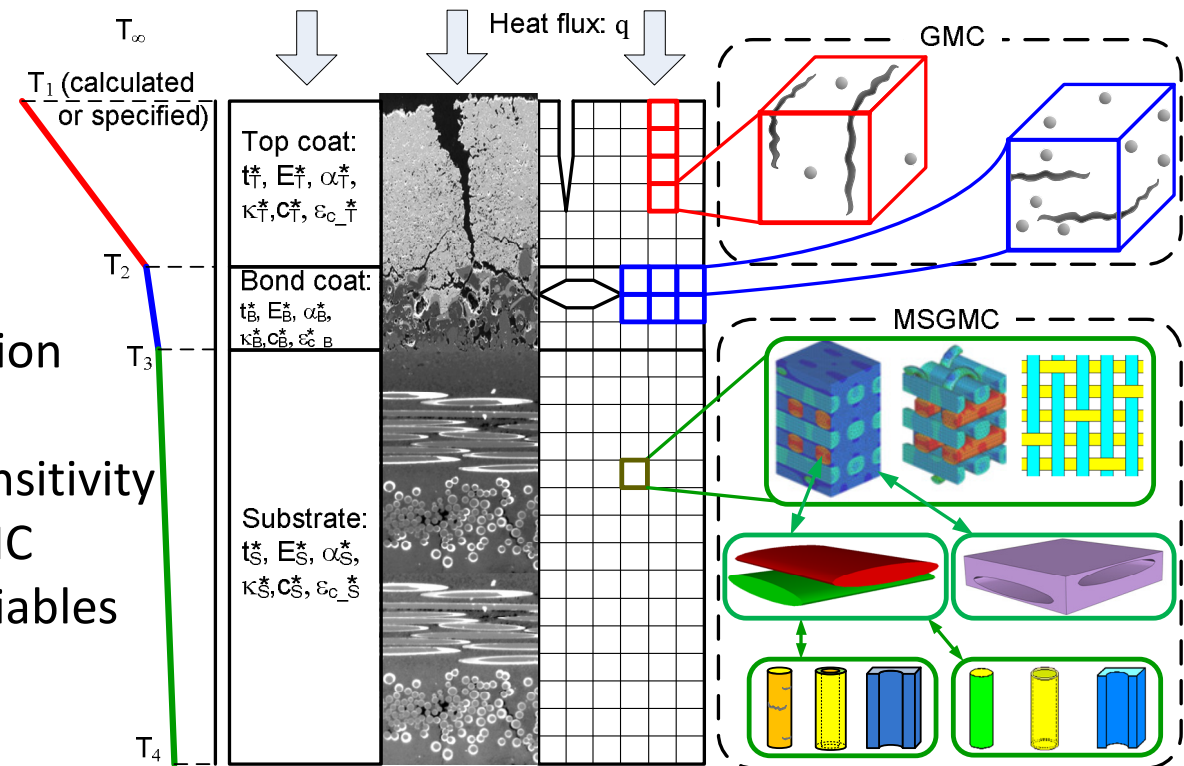 Heat flux: q
T∞
T1 (calculated
or specified)
T2
T3
T4
Top coat:
t*T, E*T, α*T,
κ*T,c*T, εc_*T
Bond coat:
t*B, E*B, α*B,
κ*B,c*B, ε*c_B
Substrate:
t*S, E*S, α*S,
κ*S,c*S, εc_*S
GMC
MSGMC
ion
nsitivity
IC
riables